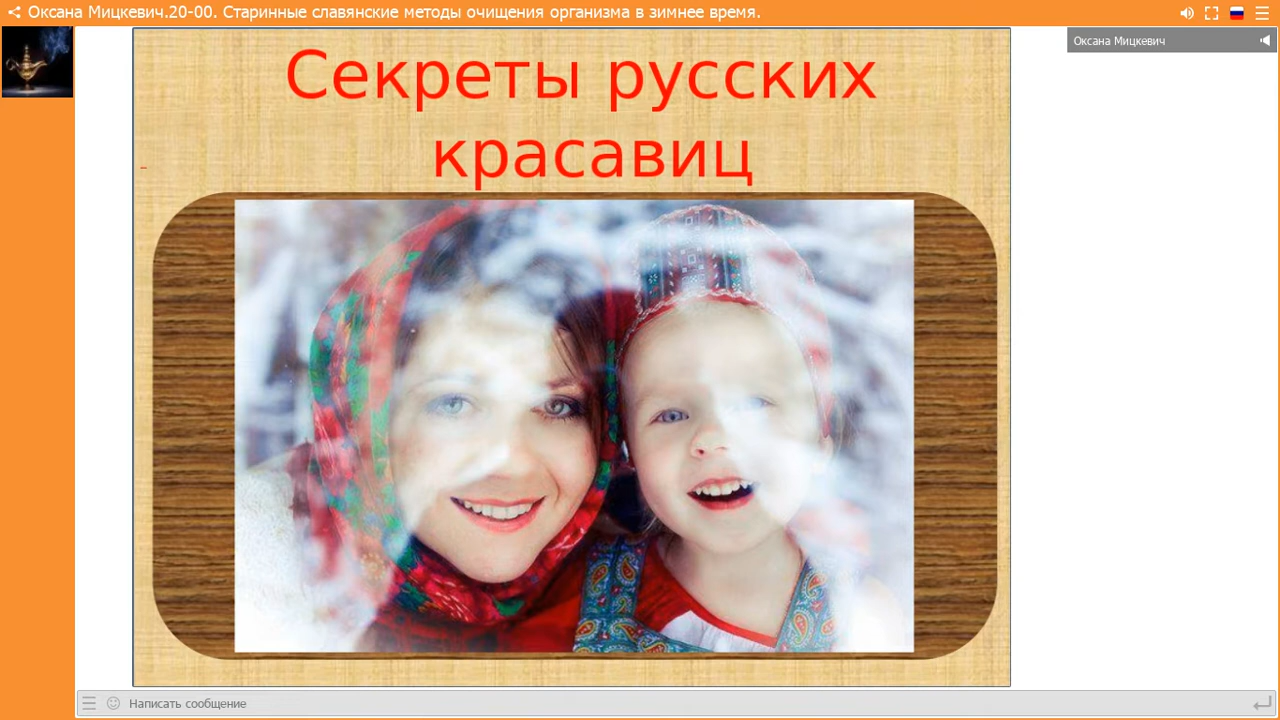 Оксана Мицкевич.20-00. Старинные славянские методы очищения организма в зимнее время.
Оксана Мицкевич
Секреты русских
красавиц
Написать сообщение